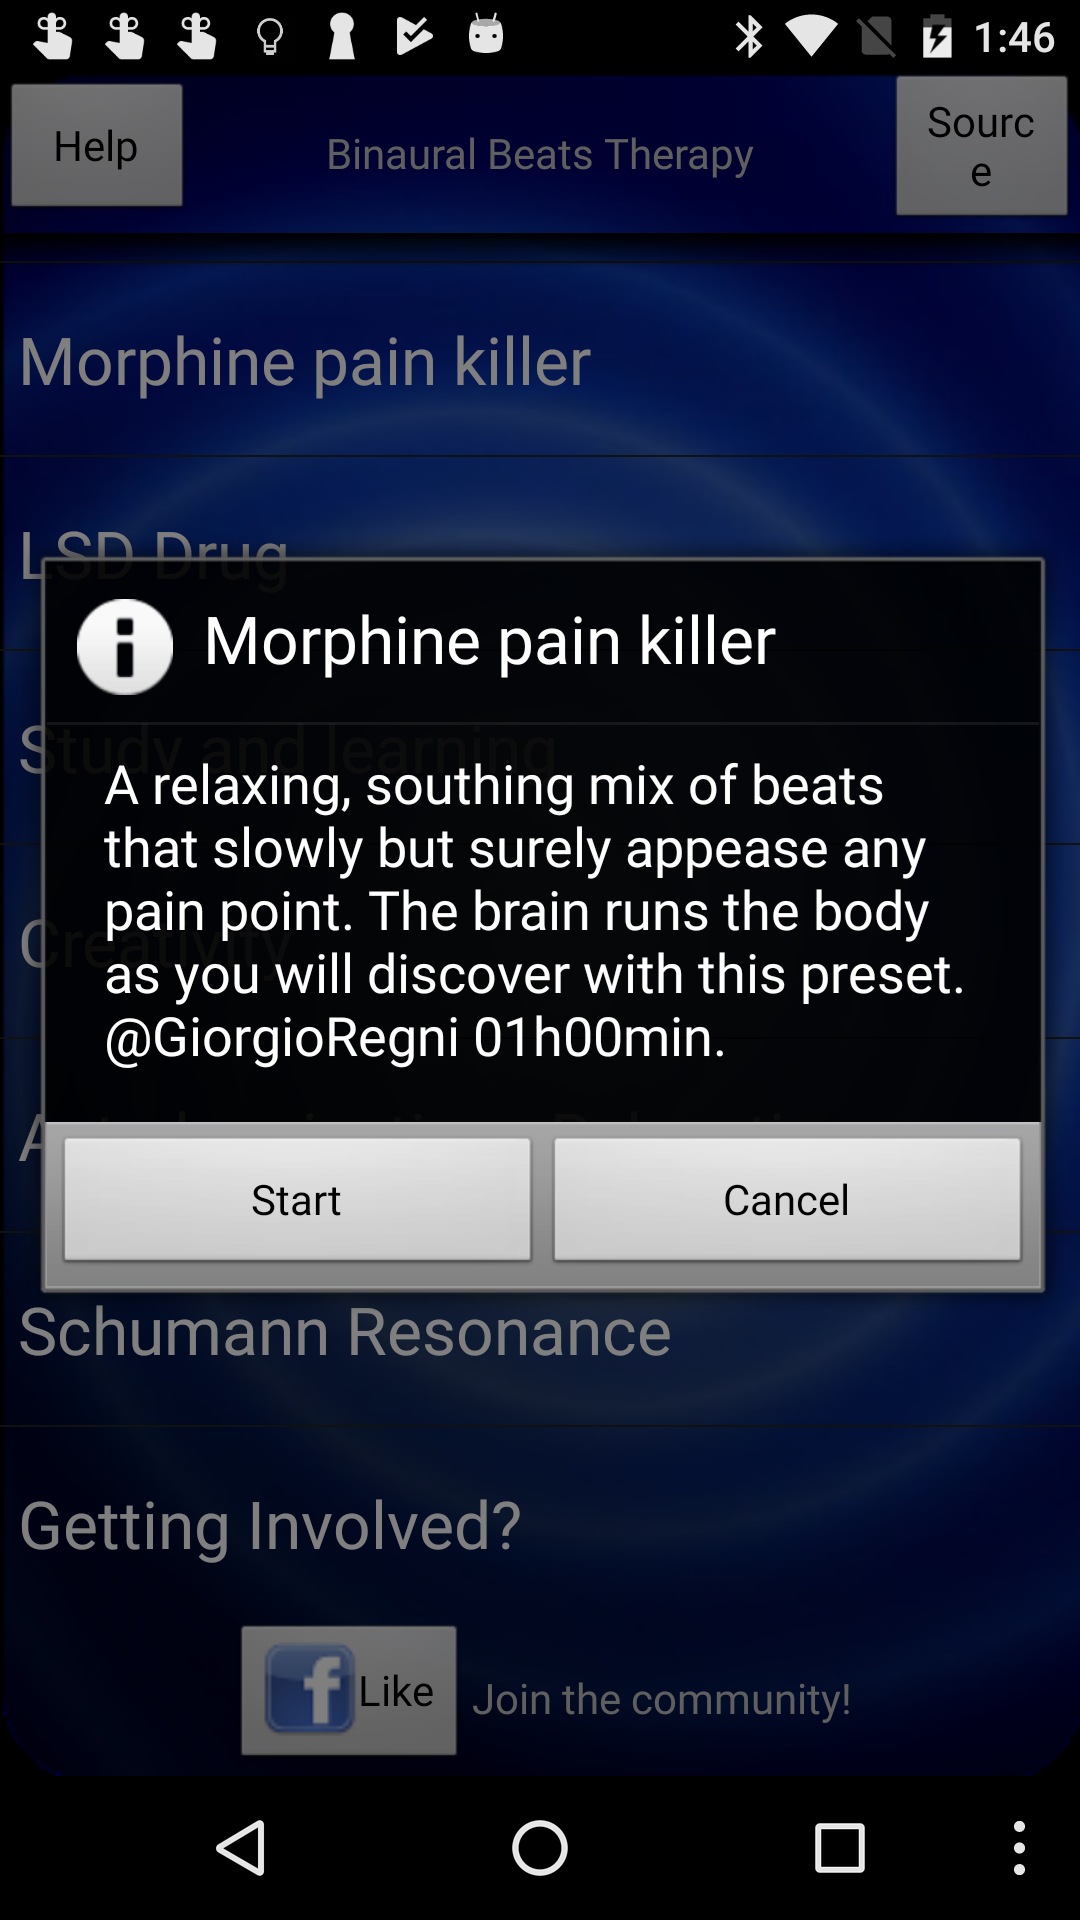 1:46
Help
Binaural Beats Therapy
Sourc
e
Morphine pain killer
LSD Drug
Morphine pain killer
Study and learning
A relaxing, southing mix of beats
that slowly but surely appease any
pain point. The brain runs the body
as you will discover with this preset.
@GiorgioRegni 01h00min.
Creativity
Start
Cancel
Schumann Resonance
Getting Involved?
Like
Join the community!